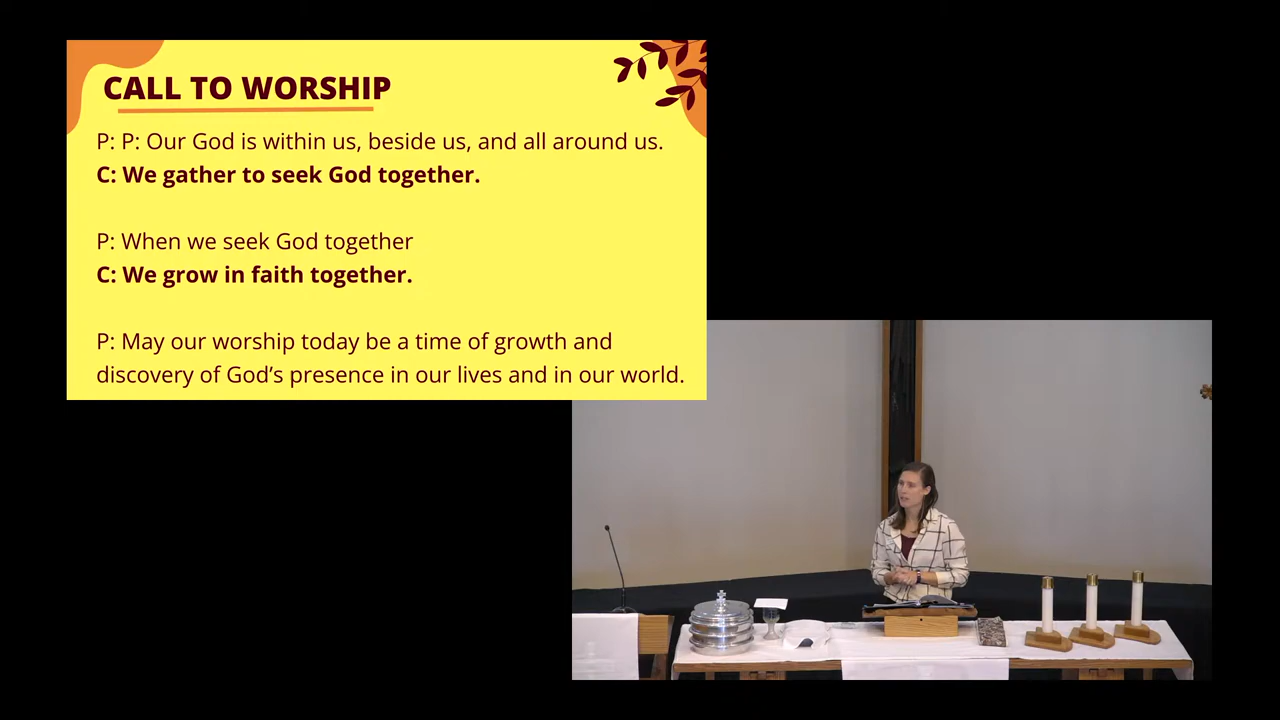 CALL TO WORSHIP
P: P: Our God is within us, beside us, and all around us.
C: We gather to seek God together.
P: When we seek God together
C: We grow in faith together.
P: May our worship today be a time of growth and
discovery of God’s presence in our lives and in our world.